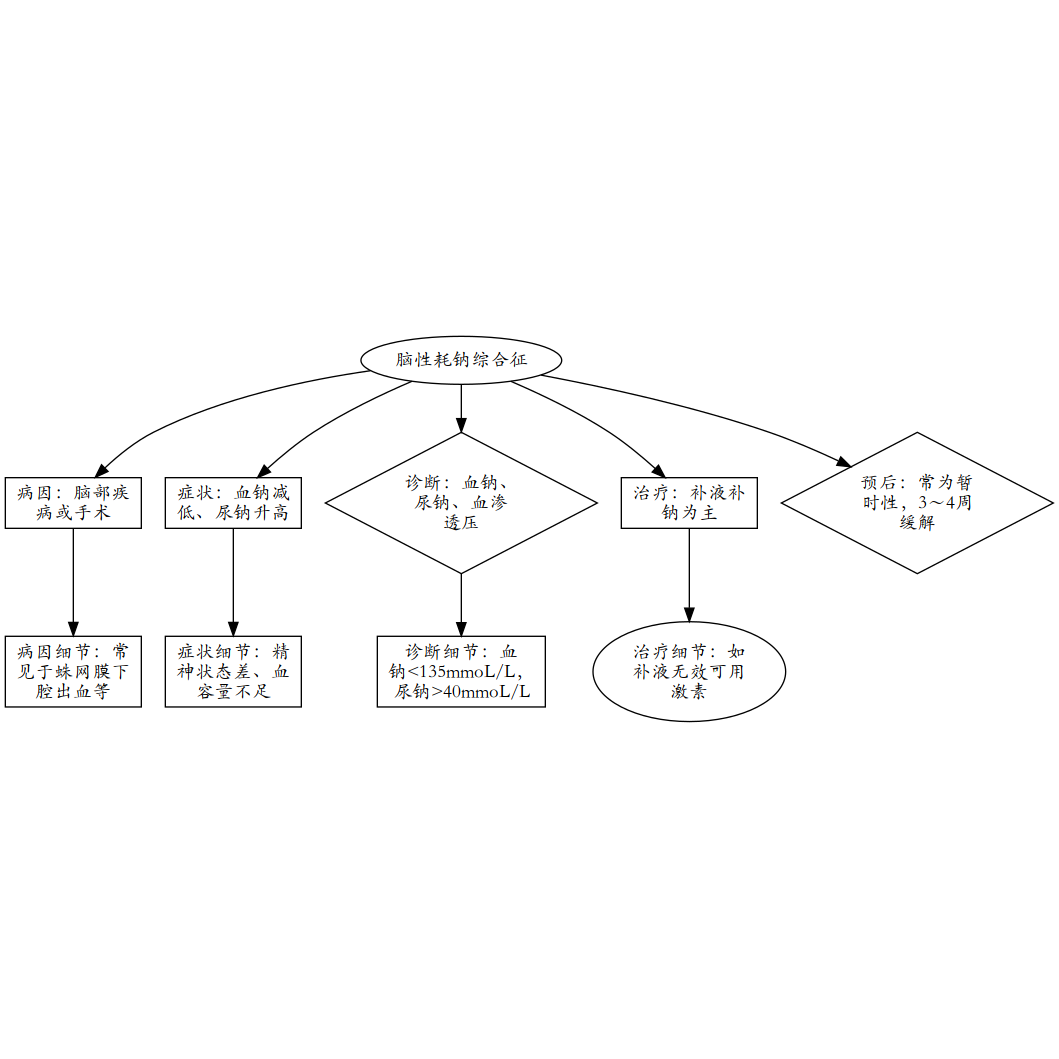 脑性耗钠综合征
病因：脑部疾
病或手术
症状：血钠减
低、尿钠升高
诊断：血钠、
尿钠、血渗
透压
治疗：补液补
钠为主
预后：常为暂
时性，3～4周
缓解
病因细节：常
见于蛛网膜下
腔出血等
症状细节：精
神状态差、血
容量不足
诊断细节：血
钠<135mmoL/L，
尿钠>40mmoL/L
治疗细节：如
补液无效可用
激素